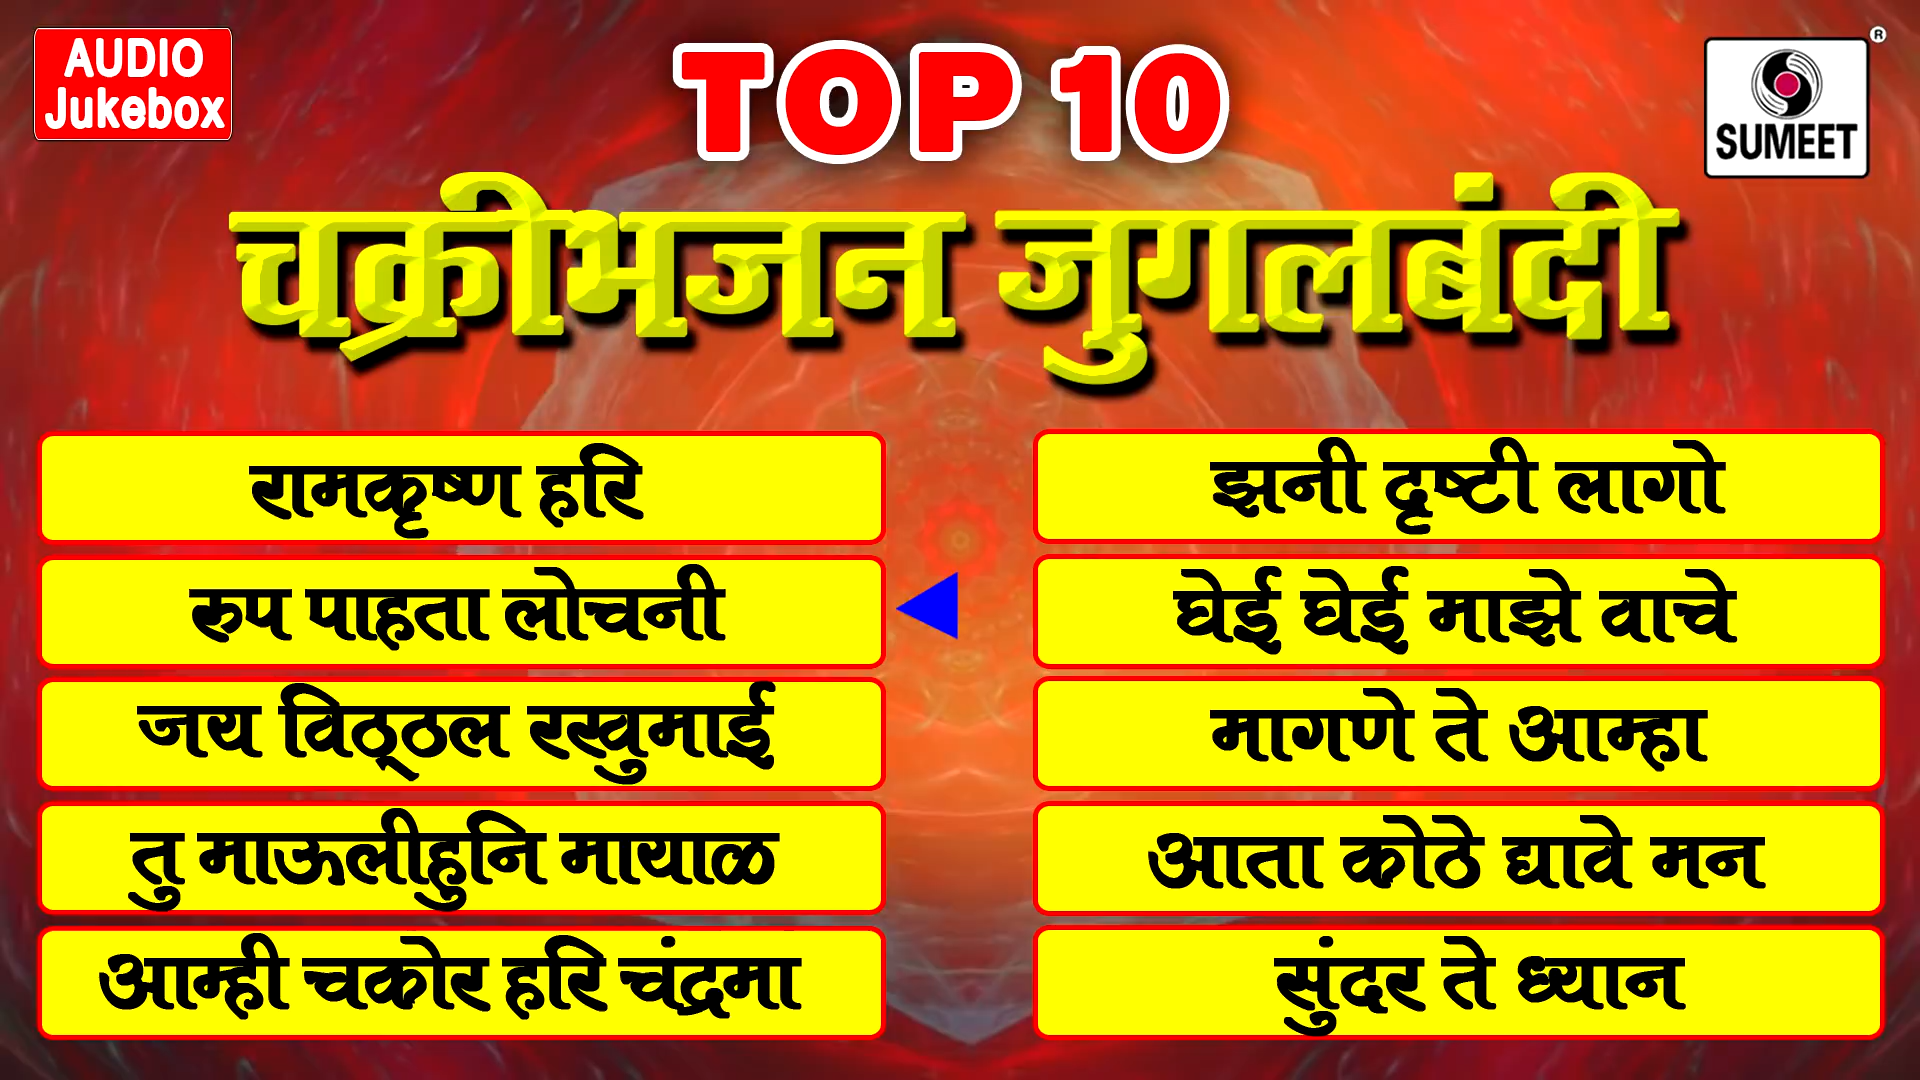 AUDIO
Jukebox
TOP 10
®
SUMEET
चक्रीभजन जुगलबंदी
रामकृष्ण हरि
रुप पाहता लोचनी
जय विठ्ठल रखुमाई
तु माऊलीहुनि मायाळ
आम्ही चकोर हरि चंद्रमा
झनी दृष्टी लागो
घेई घेई माझे वाचे
मागणे ते आम्हा
आता कोठे द्यावे मन
सुंदर ते ध्यान